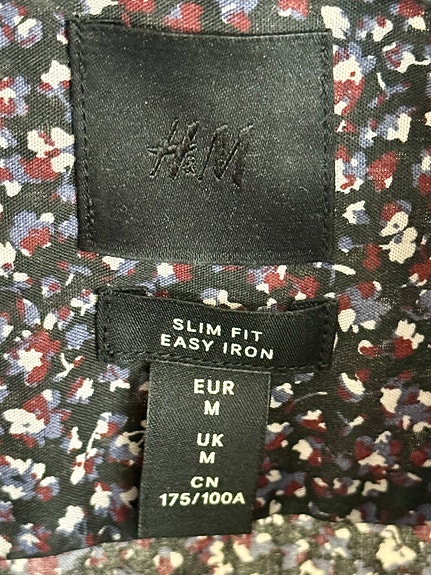 H&M
SLIM FIT
EASY IRON
EUR
M
UK
M
CN
175/100A